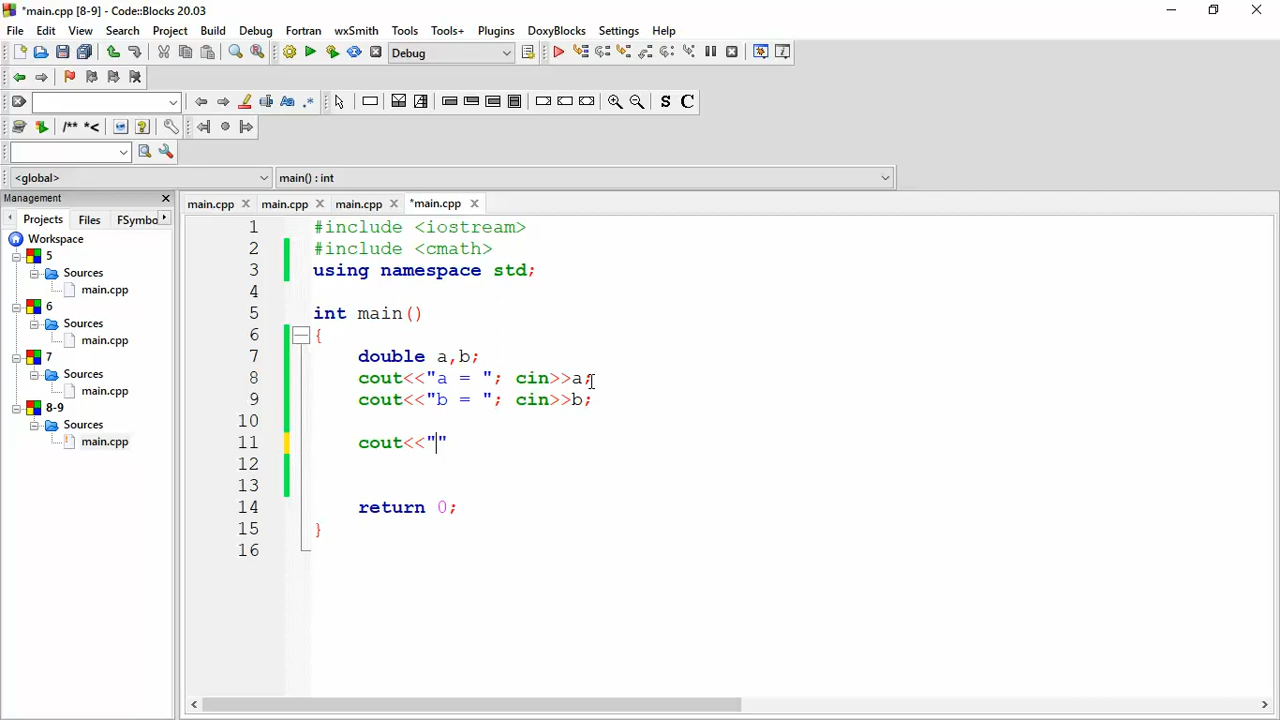 *main.cpp [8-9] - Code::Blocks 20.03
File Edit View Search Project Build Debug Fortran wxSmith Tools Tools+ Plugins DoxyBlocks Settings Help
Debug
S C
/** *<
<global> main() : int
Management
Projects Files FSymbo
main.cpp main.cpp main.cpp *main.cpp
Workspace
5
Sources
main.cpp
6
Sources
main.cpp
7
Sources
main.cpp
8-9
Sources
main.cpp
1 #include <iostream>
2 #include <cmath>
3 using namespace std;
4
5 int main()
6 {
7 double a,b;
8 cout<<"a = "; cin>>a;
9 cout<<"b = "; cin>>b;
10
11 cout<<""
12
13
14 return 0;
15 }
16